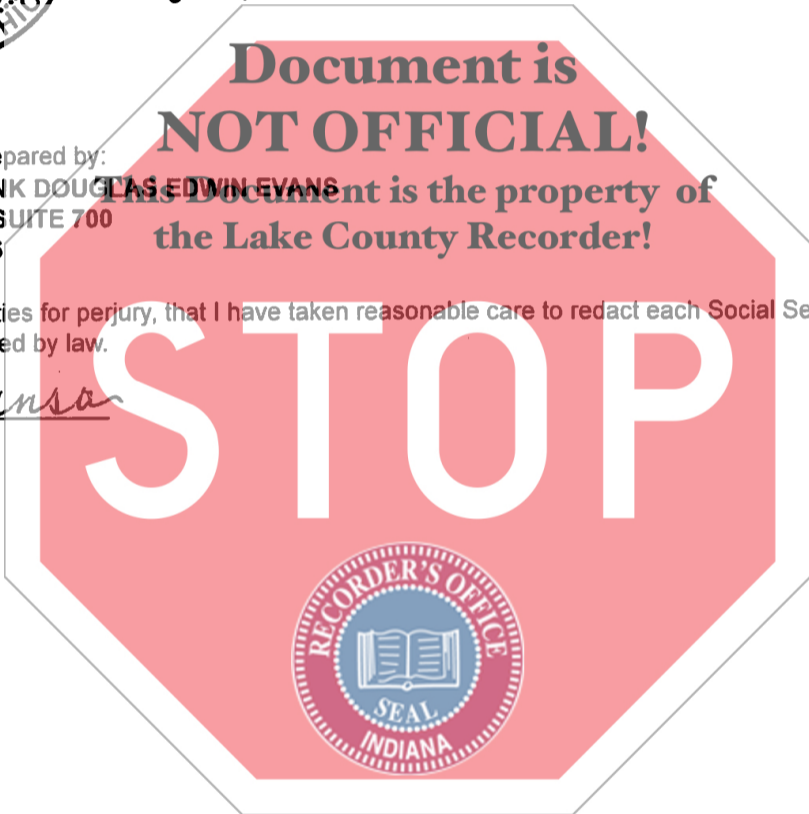 Document is
NOT OFFICIAL!
pared by:
NK DOUGLAS EDWIN EVANS
This Document is the property of
SUITE 700
the Lake County Recorder!
ties for perjury, that I have taken reasonable care to redact each Social Se
ed by law.
STOP
RECORDER'S OFFICE
SEAL
INDIANA